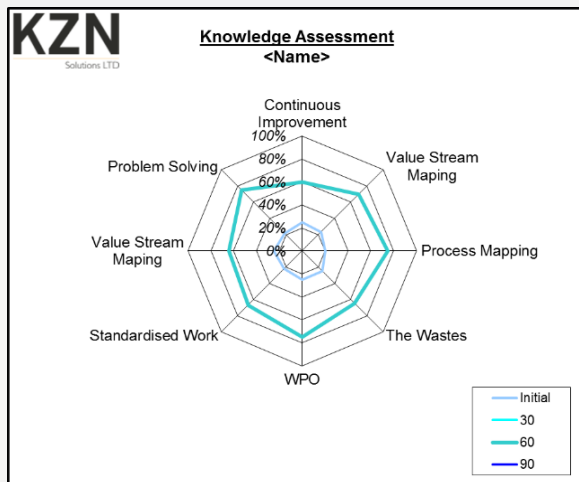 KZN
Solutions LTD
Knowledge Assessment
<Name>
Continuous
Improvement
100%
80%
60%
40%
20%
0%
Value Stream
Maping
Process Mapping
The Wastes
WPO
Standardised Work
Value Stream
Maping
Problem Solving
Initial
30
60
90